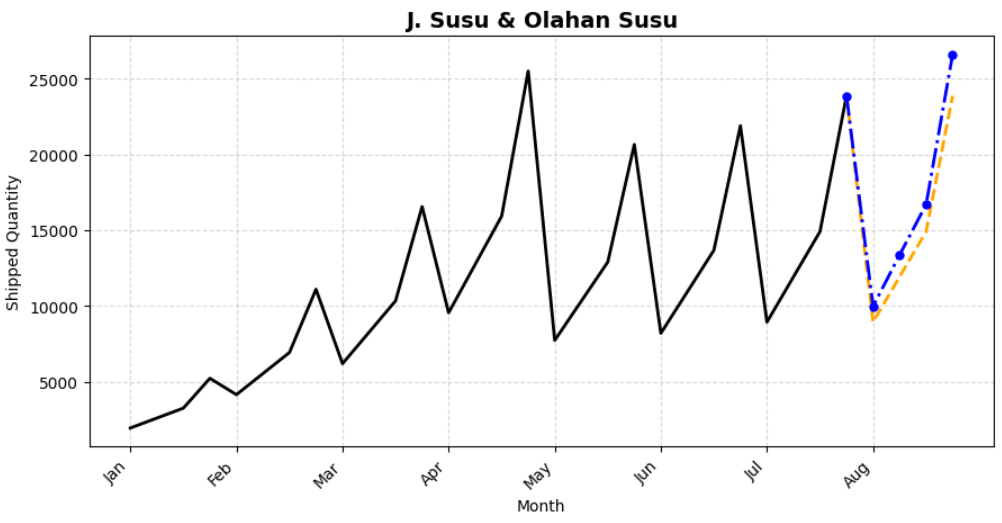 J. Susu & Olahan Susu
Shipped Quantity
25000
20000
15000
10000
5000
Jan
Feb
Mar
Apr
May
Jun
Jul
Aug
Month